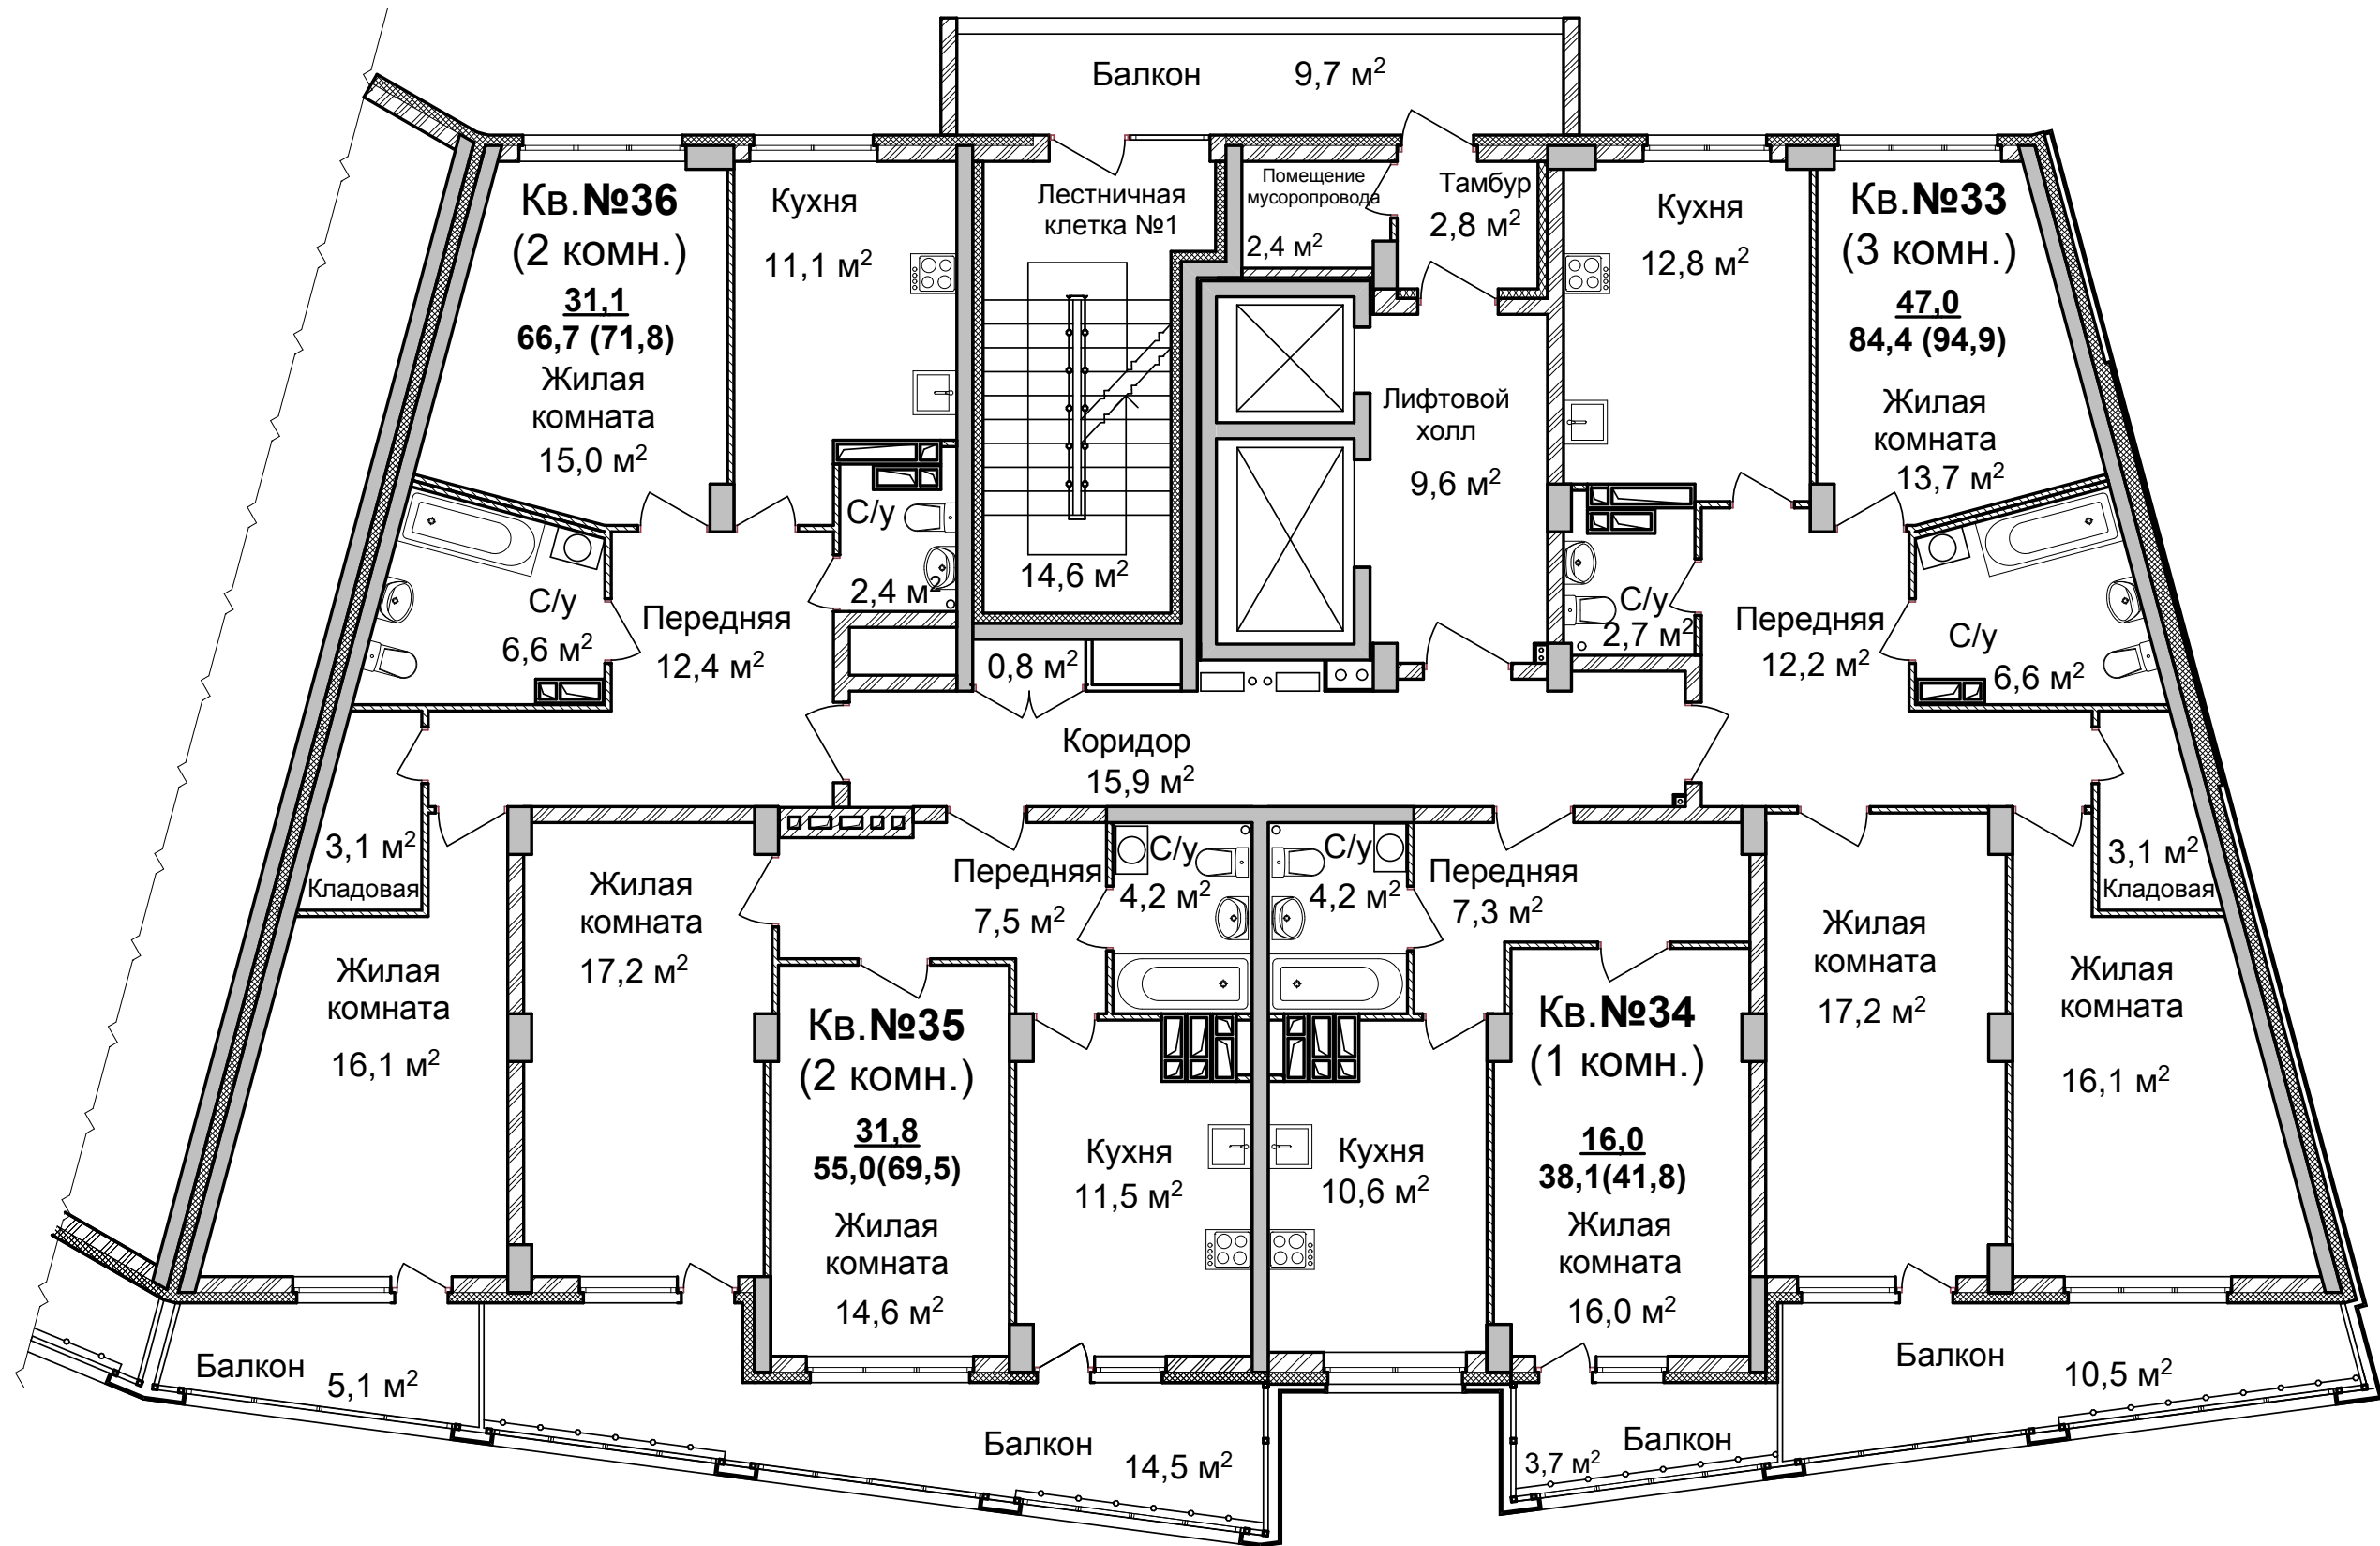 Балкон 9,7 м²
Кв.№36
(2 комн.)
31,1
66,7 (71,8)
Жилая
комната
15,0 м²
Кухня
11,1 м²
Лестничная
клетка №1
14,6 м²
Помещение
мусоропровода
2,4 м²
Тамбур
2,8 м²
Лифтовой
холл
9,6 м²
Кухня
12,8 м²
Кв.№33
(3 комн.)
47,0
84,4 (94,9)
Жилая
комната
13,7 м²
С/у
6,6 м²
Передняя
12,4 м²
С/у
2,4 м²
0,8 м²
С/у
2,7 м²
Передняя
12,2 м²
С/у
6,6 м²
Коридор
15,9 м²
3,1 м²
Кладовая
Жилая
комната
16,1 м²
Жилая
комната
17,2 м²
Передняя
7,5 м²
С/у
4,2 м²
С/у
4,2 м²
Передняя
7,3 м²
Жилая
комната
17,2 м²
3,1 м²
Кладовая
Жилая
комната
16,1 м²
Кв.№35
(2 комн.)
31,8
55,0(69,5)
Жилая
комната
14,6 м²
Кухня
11,5 м²
Кухня
10,6 м²
Кв.№34
(1 комн.)
16,0
38,1(41,8)
Жилая
комната
16,0 м²
Балкон
5,1 м²
Балкон
14,5 м²
Балкон
3,7 м²
Балкон
10,5 м²